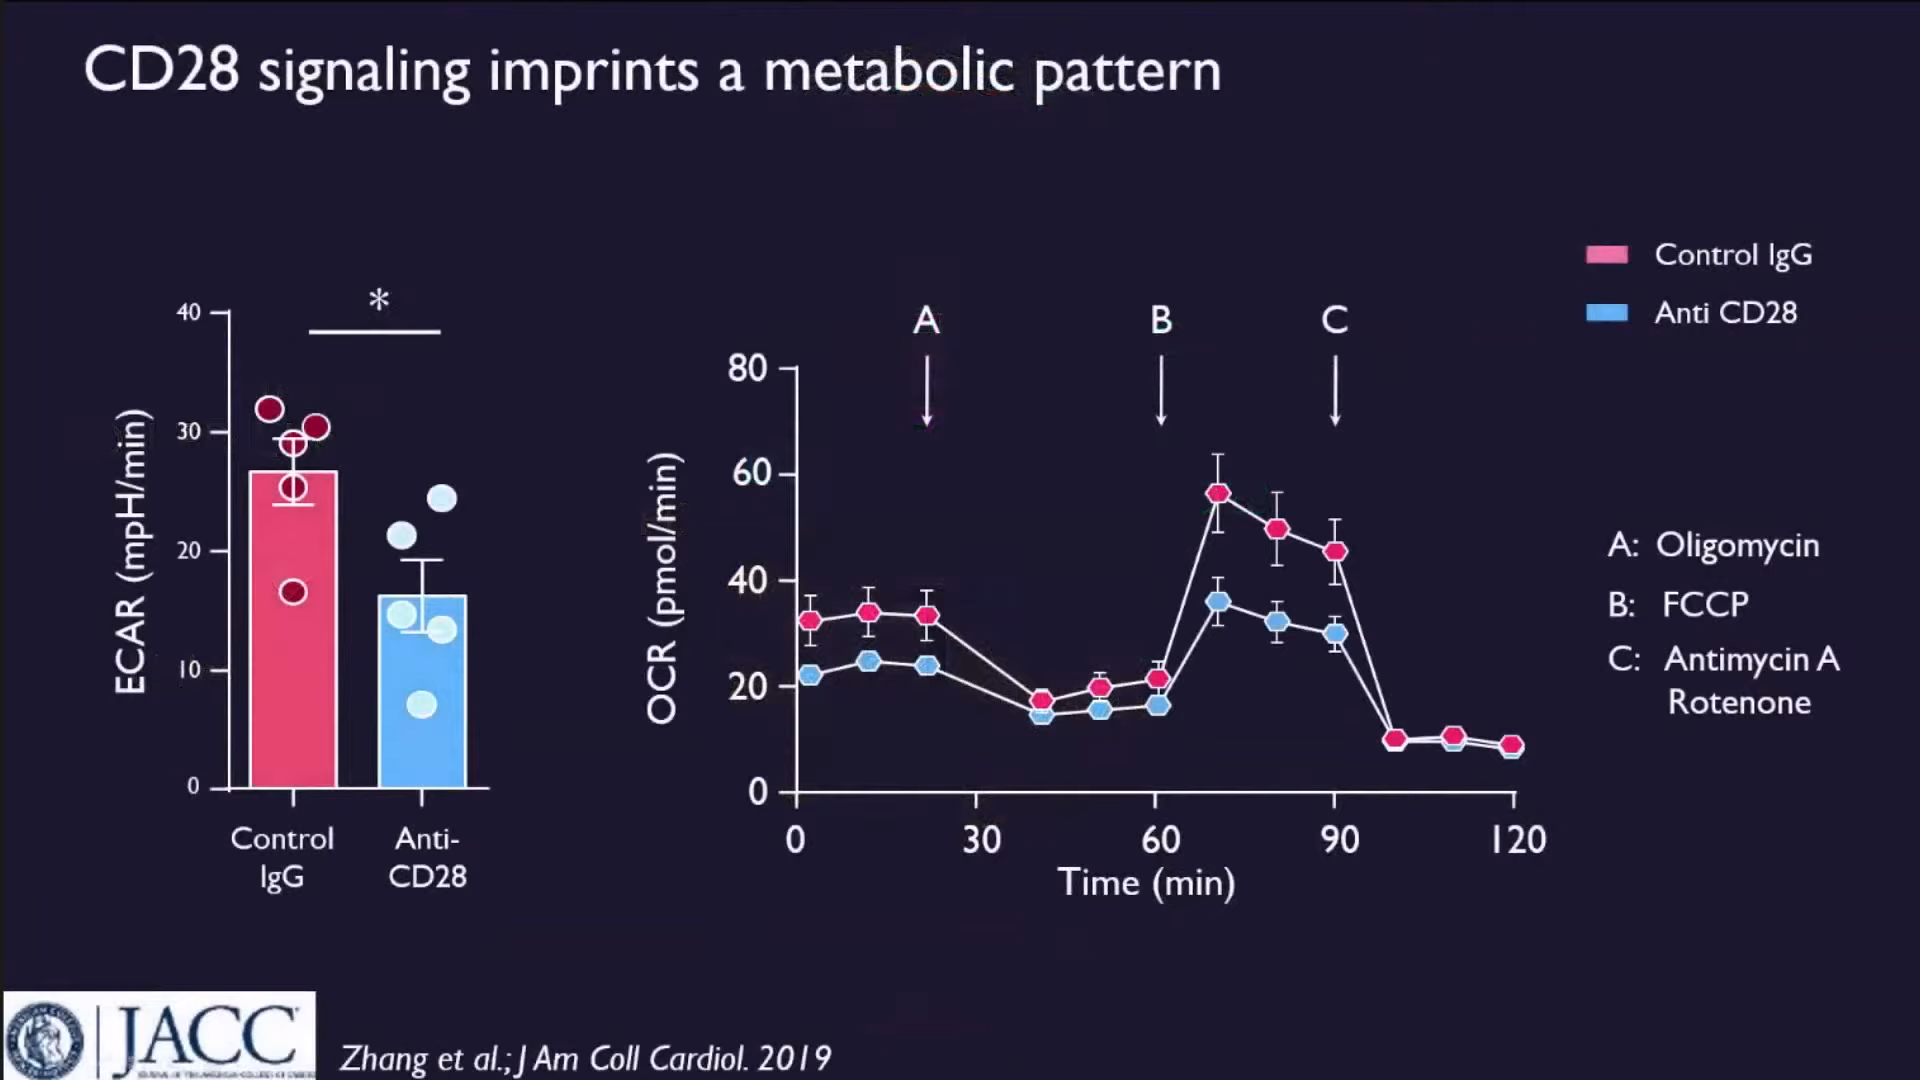 CD28 signaling imprints a metabolic pattern
Control IgG
Anti CD28
*
40
30
20
10
0
ECAR (mpH/min)
Control
IgG
Anti-
CD28
A
B
C
80
60
40
20
0
OCR (pmol/min)
0
30
60
90
120
Time (min)
A: Oligomycin
B: FCCP
C: Antimycin A
Rotenone
JACC
Zhang et al.; J Am Coll Cardiol. 2019